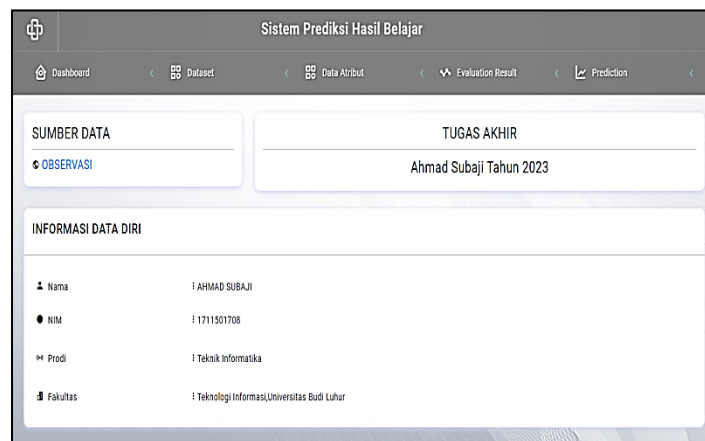 Sistem Prediksi Hasil Belajar
Dashboard Dataset Data Atribut Evaluation Result Prediction
SUMBER DATA
OBSERVASI
TUGAS AKHIR
Ahmad Subaji Tahun 2023
INFORMASI DATA DIRI
Nama : AHMAD SUBAJI
NIM : 1711501708
Prodi : Teknik Informatika
Fakultas : Teknologi Informasi,Universitas Budi Luhur